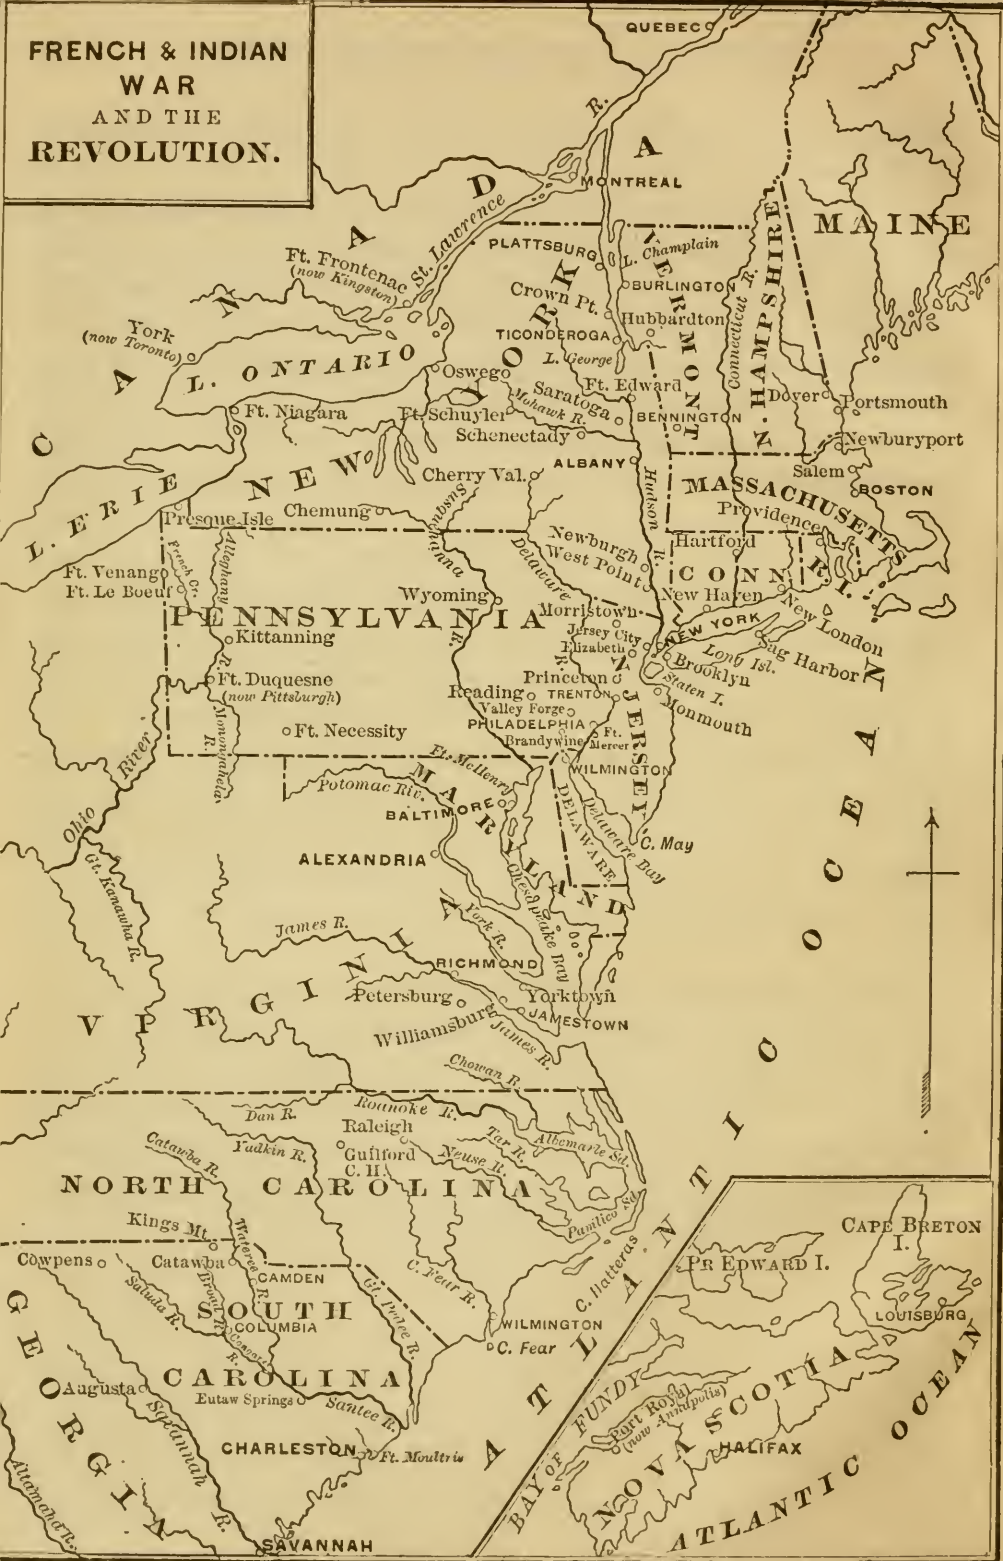 FRENCH & INDIAN
WAR
AND THE
REVOLUTION.
QUEBEC
R.
MONTREAL
CANADA
St. Lawrence
MAINE
PLATTSBURG
L. Champlain
VERMONT
N. HAMPSHIRE
Connecticut R.
Ft. Frontenac
(now Kingston)
Crown Pt.
BURLINGTON
Hubbardton
TICONDEROGA
L. George
York
(now Toronto)
L. ONTARIO
Oswego
NEW YORK
Ft. Edward
Saratoga
Mohawk R.
Ft. Schuyler
BENNINGTON
Dover
Portsmouth
Ft. Niagara
Schenectady
Newburyport
ALBANY
Salem
BOSTON
Cherry Val.
MASSACHUSETTS
L. ERIE
Hudson R.
Providence
Presque Isle
Chemung
Susquehanna R.
Hartford
Newburgh
West Point
French Cr.
Alleghany R.
Delaware R.
CONN
R. I.
Ft. Venango
Ft. Le Boeuf
Wyoming
New Haven
New London
PENNSYLVANIA
Morristown
NEW YORK
Jersey City
Elizabeth
Long Isl.
Sag Harbor
Kittanning
Brooklyn
Princeton
Staten I.
Ft. Duquesne
(now Pittsburgh)
Reading
TRENTON
Monmouth
Valley Forge
N. JERSEY
PHILADELPHIA
Ft. Mercer
Brandywine
Ft. Necessity
Monongahela R.
Ohio River
WILMINGTON
Ft. McHenry
Potomac Riv.
MARYLAND
BALTIMORE
DELAWARE
Delaware Bay
C. May
ALEXANDRIA
Gt. Kanawha R.
Chesapeake Bay
York R.
James R.
RICHMOND
VIRGINIA
Petersburg
Yorktown
Williamsburg
JAMESTOWN
James R.
Chowan R.
Dan R.
Roanoke R.
Raleigh
Catawba R.
Yadkin R.
Guilford
C. H.
Neuse R.
Tar R.
Albemarle Sd.
NORTH CAROLINA
Pamlico Sd.
C. Hatteras
Kings Mt.
Wateree R.
Cowpens
Catawba
CAMDEN
Broad R.
Saluda R.
Gt. Pedee R.
C. Fear R.
SOUTH
COLUMBIA
Congaree R.
WILMINGTON
C. Fear
CAROLINA
Augusta
Eutaw Springs
Santee R.
GEORGIA
Savannah R.
CHARLESTON
Ft. Moultrie
Altamaha R.
SAVANNAH
ATLANTIC OCEAN
CAPE BRETON
I.
PR EDWARD I.
LOUISBURG
BAY OF FUNDY
Port Royal
(now Annapolis)
NOVA SCOTIA
HALIFAX
ATLANTIC OCEAN